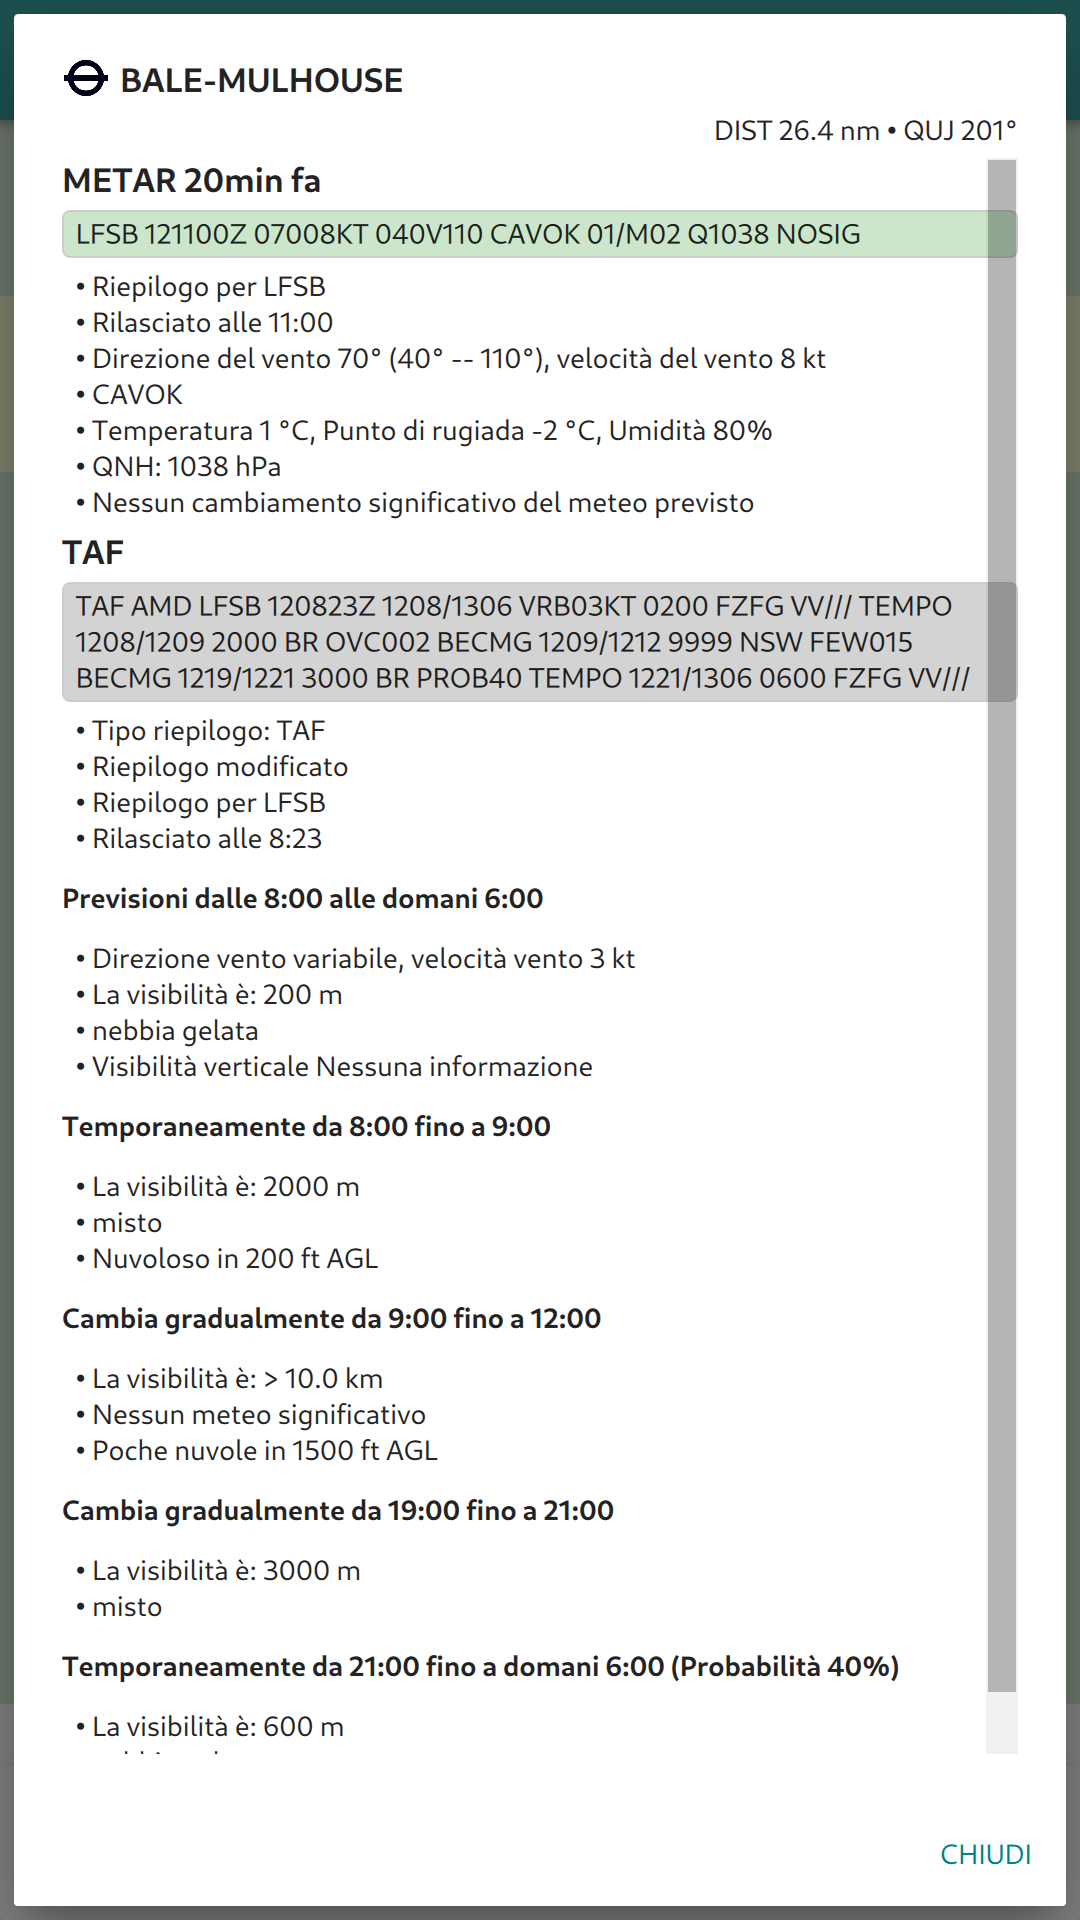 BALE-MULHOUSE
DIST 26.4 nm • QUJ 201°
METAR 20min fa
LFSB 121100Z 07008KT 040V110 CAVOK 01/M02 Q1038 NOSIG
• Riepilogo per LFSB
• Rilasciato alle 11:00
• Direzione del vento 70° (40° -- 110°), velocità del vento 8 kt
• CAVOK
• Temperatura 1 °C, Punto di rugiada -2 °C, Umidità 80%
• QNH: 1038 hPa
• Nessun cambiamento significativo del meteo previsto
TAF
TAF AMD LFSB 120823Z 1208/1306 VRB03KT 0200 FZFG VV/// TEMPO
1208/1209 2000 BR OVC002 BECMG 1209/1212 9999 NSW FEW015
BECMG 1219/1221 3000 BR PROB40 TEMPO 1221/1306 0600 FZFG VV///
• Tipo riepilogo: TAF
• Riepilogo modificato
• Riepilogo per LFSB
• Rilasciato alle 8:23
Previsioni dalle 8:00 alle domani 6:00
• Direzione vento variabile, velocità vento 3 kt
• La visibilità è: 200 m
• nebbia gelata
• Visibilità verticale Nessuna informazione
Temporaneamente da 8:00 fino a 9:00
• La visibilità è: 2000 m
• misto
• Nuvoloso in 200 ft AGL
Cambia gradualmente da 9:00 fino a 12:00
• La visibilità è: > 10.0 km
• Nessun meteo significativo
• Poche nuvole in 1500 ft AGL
Cambia gradualmente da 19:00 fino a 21:00
• La visibilità è: 3000 m
• misto
Temporaneamente da 21:00 fino a domani 6:00 (Probabilità 40%)
• La visibilità è: 600 m
CHIUDI